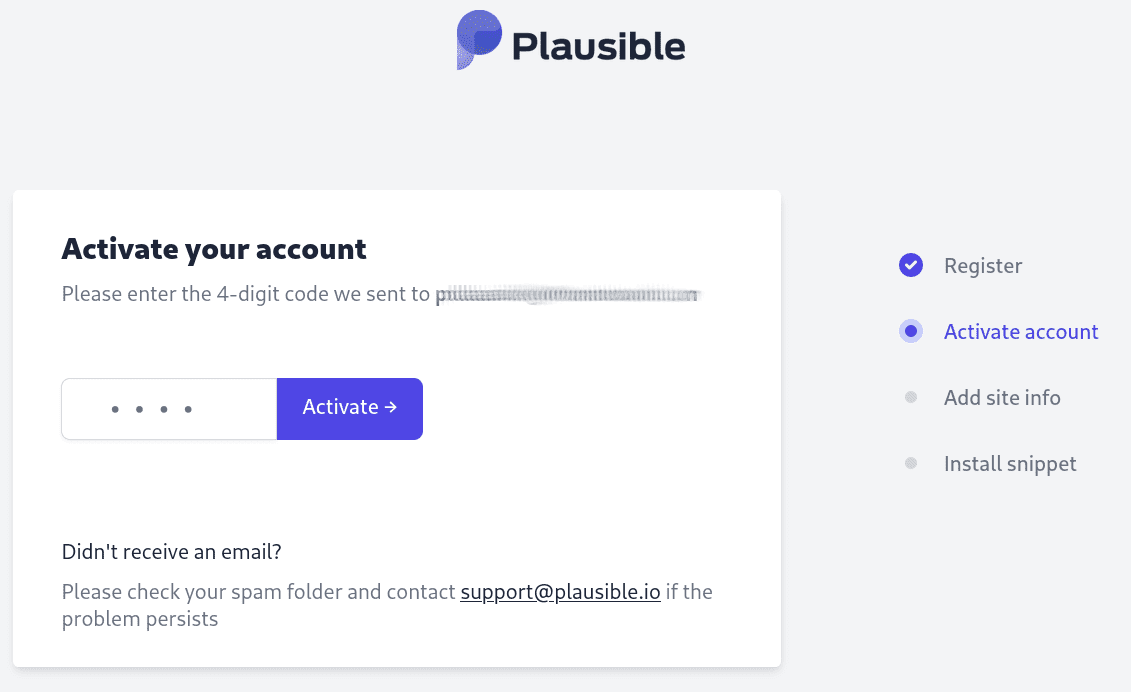 Plausible
Activate your account
Please enter the 4-digit code we sent to
Activate →
Didn't receive an email?
Please check your spam folder and contact support@plausible.io if the
problem persists
Register
Activate account
Add site info
Install snippet